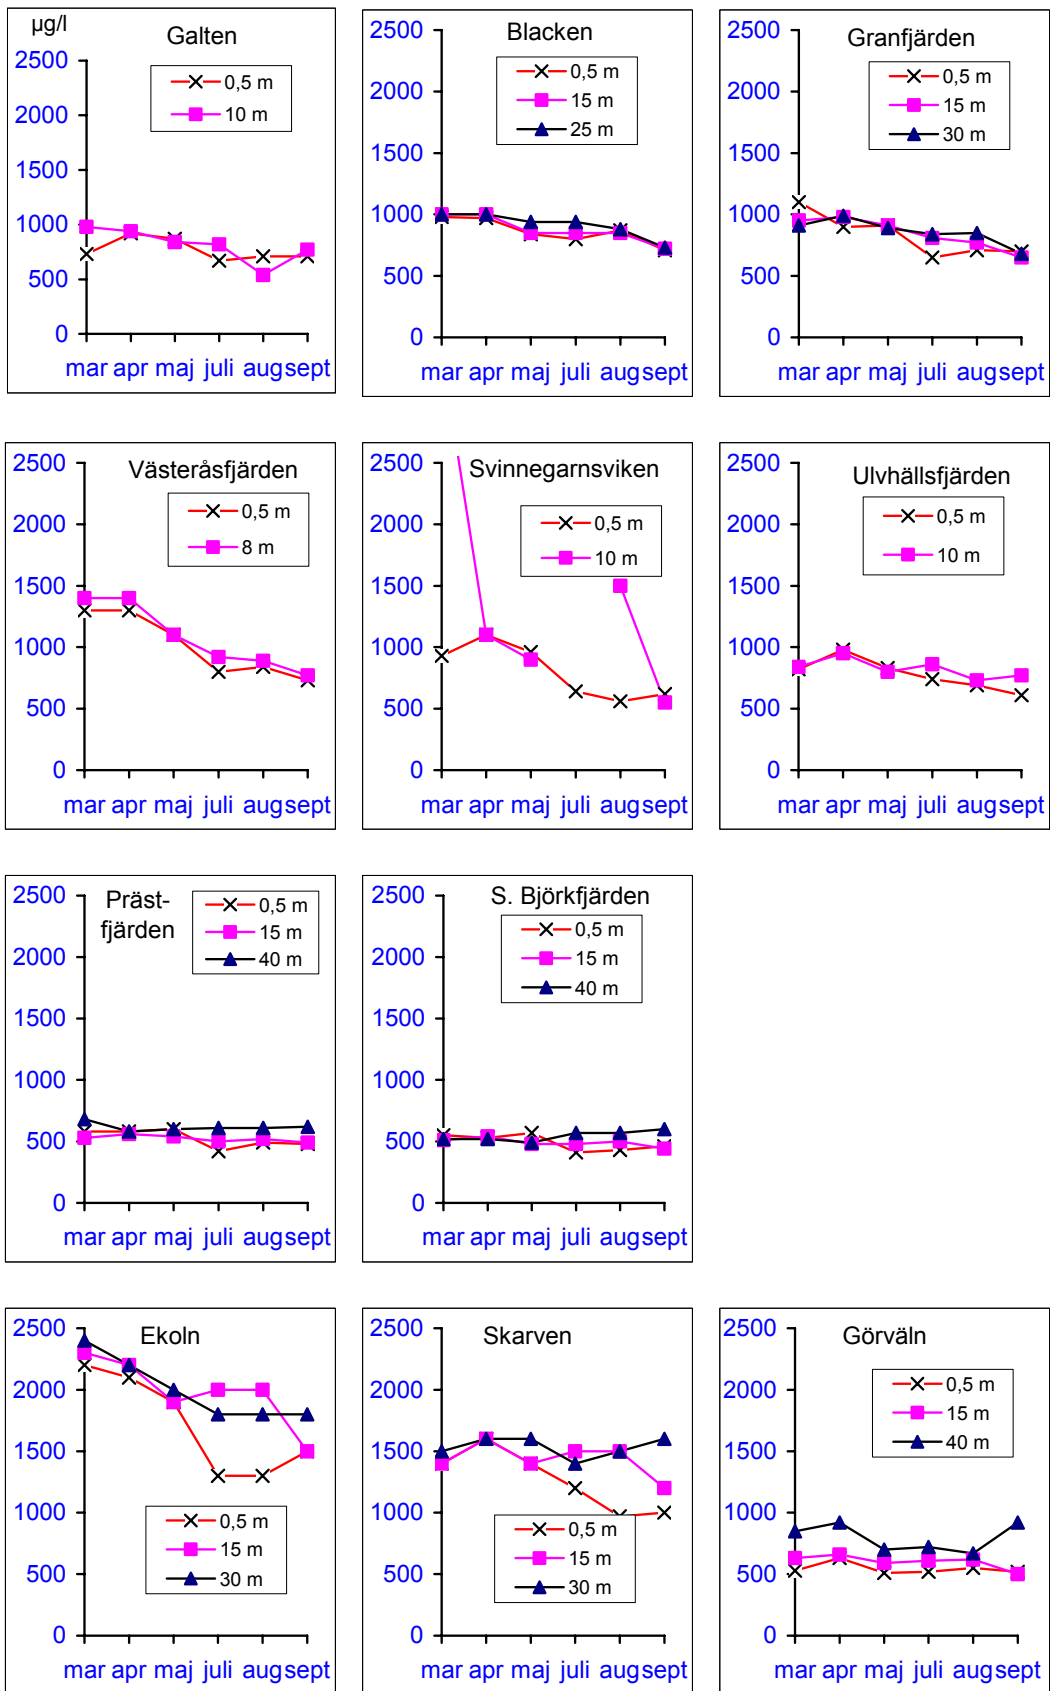 µg/l
Galten
2500
2000
1500
1000
500
0
0,5 m
10 m
mar apr maj juli aug sept
Blacken
2500
2000
1500
1000
500
0
0,5 m
15 m
25 m
mar apr maj juli aug sept
Granfjärden
2500
2000
1500
1000
500
0
0,5 m
15 m
30 m
mar apr maj juli aug sept
Västeråsfjärden
2500
2000
1500
1000
500
0
0,5 m
8 m
mar apr maj juli aug sept
Svinnegarnsviken
2500
2000
1500
1000
500
0
0,5 m
10 m
mar apr maj juli aug sept
Ulvhällsfjärden
2500
2000
1500
1000
500
0
0,5 m
10 m
mar apr maj juli aug sept
Präst-
fjärden
2500
2000
1500
1000
500
0
0,5 m
15 m
40 m
mar apr maj juli aug sept
S. Björkfjärden
2500
2000
1500
1000
500
0
0,5 m
15 m
40 m
mar apr maj juli aug sept
Ekoln
2500
2000
1500
1000
500
0
0,5 m
15 m
30 m
mar apr maj juli aug sept
Skarven
2500
2000
1500
1000
500
0
0,5 m
15 m
30 m
mar apr maj juli aug sept
Görväln
2500
2000
1500
1000
500
0
0,5 m
15 m
40 m
mar apr maj juli aug sept